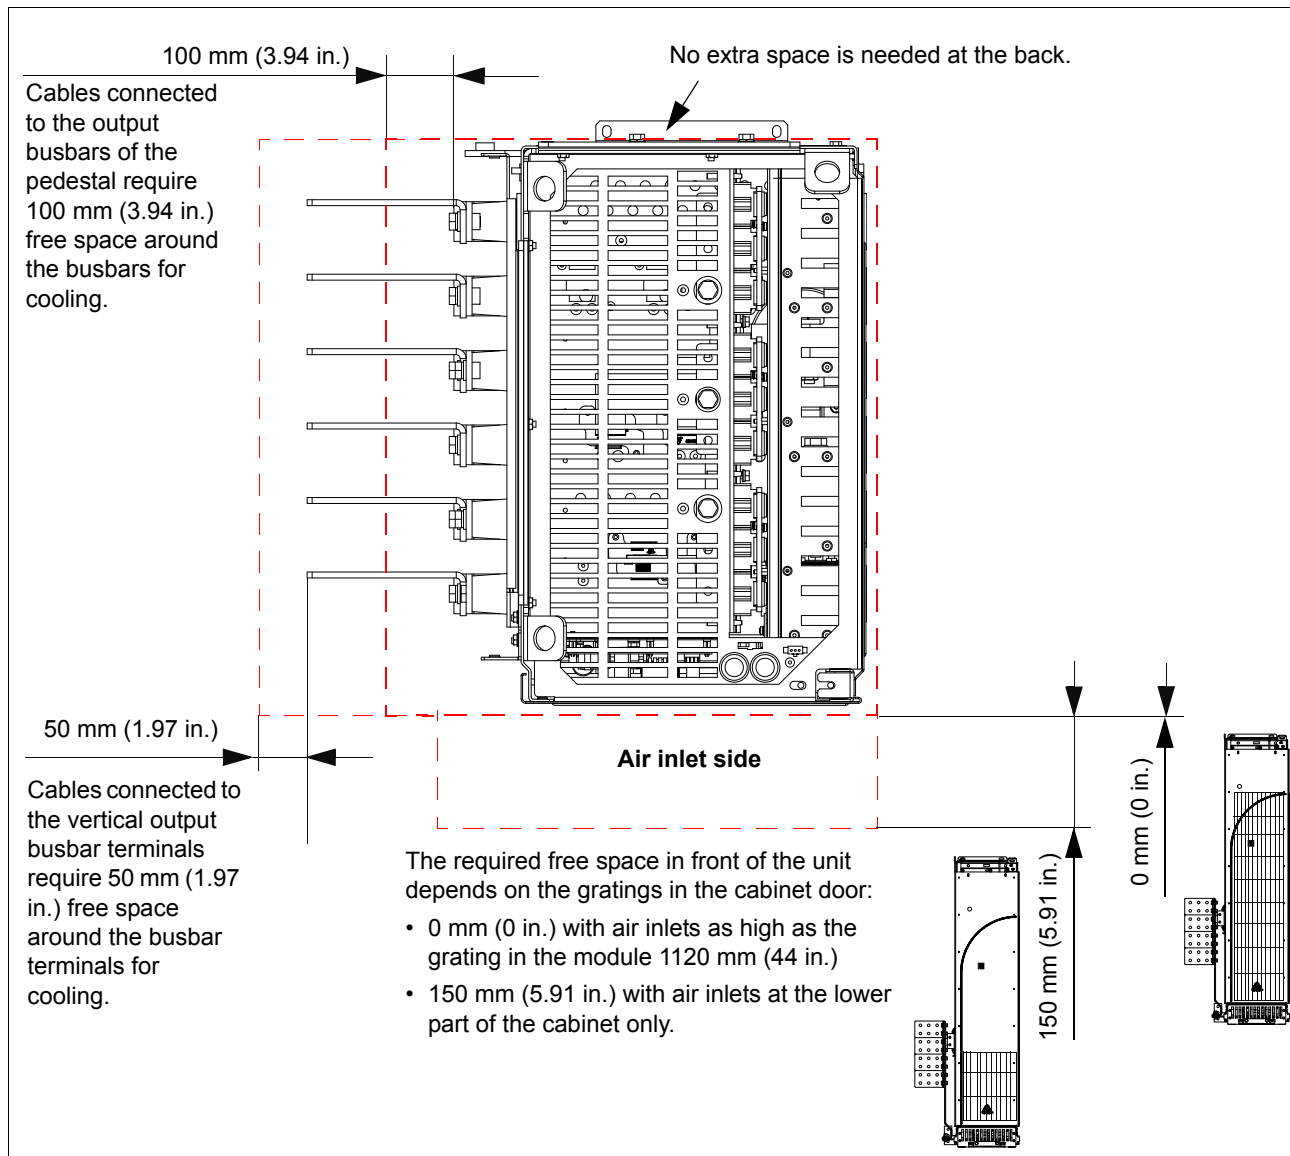 100 mm (3.94 in.)
No extra space is needed at the back.
Cables connected
to the output
busbars of the
pedestal require
100 mm (3.94 in.)
free space around
the busbars for
cooling.
50 mm (1.97 in.)
Air inlet side
Cables connected to
the vertical output
busbar terminals
require 50 mm (1.97
in.) free space
around the busbar
terminals for
cooling.
The required free space in front of the unit
depends on the gratings in the cabinet door:
• 0 mm (0 in.) with air inlets as high as the
grating in the module 1120 mm (44 in.)
• 150 mm (5.91 in.) with air inlets at the lower
part of the cabinet only.
150 mm (5.91 in.)
0 mm (0 in.)